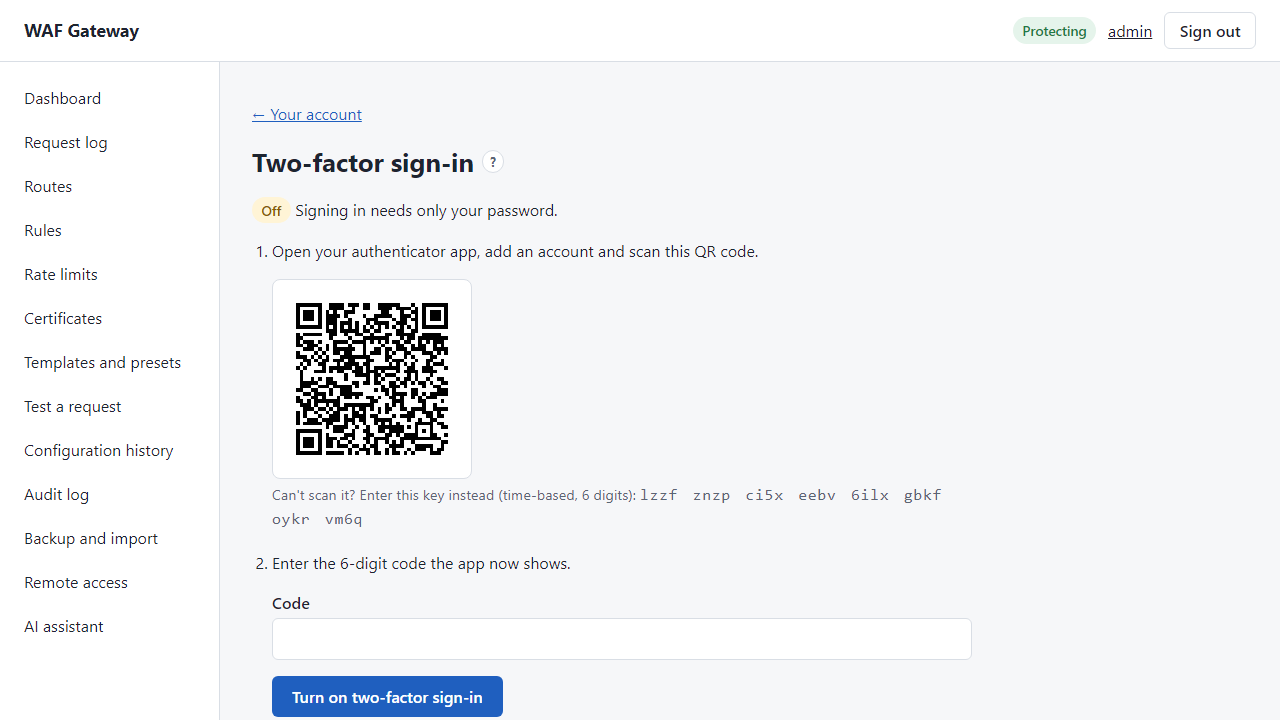 WAF Gateway
Protecting
admin
Sign out
Dashboard
Request log
Routes
Rules
Rate limits
Certificates
Templates and presets
Test a request
Configuration history
Audit log
Backup and import
Remote access
AI assistant
← Your account
Two-factor sign-in ?
Off Signing in needs only your password.
1. Open your authenticator app, add an account and scan this QR code.
Can't scan it? Enter this key instead (time-based, 6 digits): lzzf znzp ci5x eebv 6ilx gbkf
oykr vm6q
2. Enter the 6-digit code the app now shows.
Code
Turn on two-factor sign-in